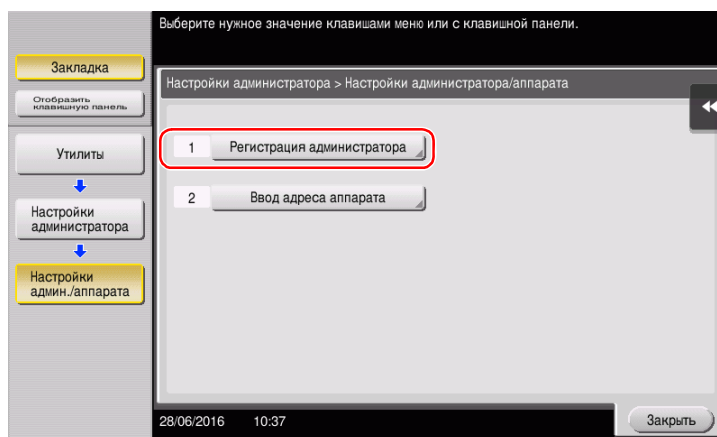 Выберите нужное значение клавишами меню или с клавишной панели.
Закладка
Отобразить
клавишную панель
Настройки администратора > Настройки администратора/аппарата
Утилиты
1 Регистрация администратора
2 Ввод адреса аппарата
Настройки
администратора
Настройки
админ./аппарата
28/06/2016 10:37
Закрыть